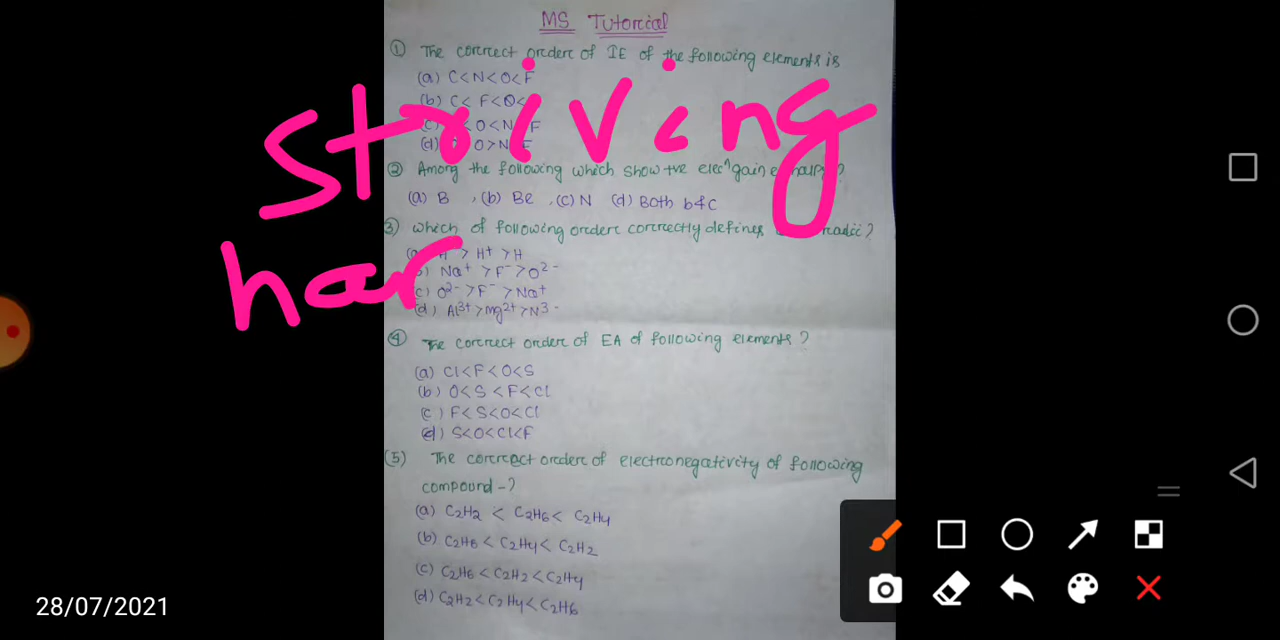 MS Tutorial
① The correct order of IE of the following elements is
(a) C<N<O<F
(b) C< F<O<
(c) O<N F
(d) O>N F
striving
② Among the following which show +ve elecⁿ gain ?
(a) B , (b) Be , (c) N (d) Both b&c
3) which of following order correctly defines radii?
> H⁺ > H
) Na⁺ > F⁻ > O²⁻
har
c) O²⁻ > F⁻ > Na⁺
(d) Al³⁺ > Mg²⁺ > N³⁻
④ The correct order of EA of following elements ?
(a) Cl<F<O<S
(b) O<S <F<Cl
(c) F<S<O<Cl
(d) S<O<Cl<F
(5) The correct order of electronegativity of following
compound -?
(a) C₂H₂ < C₂H₆ < C₂H₄
(b) C₂H₆ < C₂H₄ < C₂H₂
(c) C₂H₆ < C₂H₂ < C₂H₄
(d) C₂H₂ < C₂H₄ < C₂H₆
28/07/2021